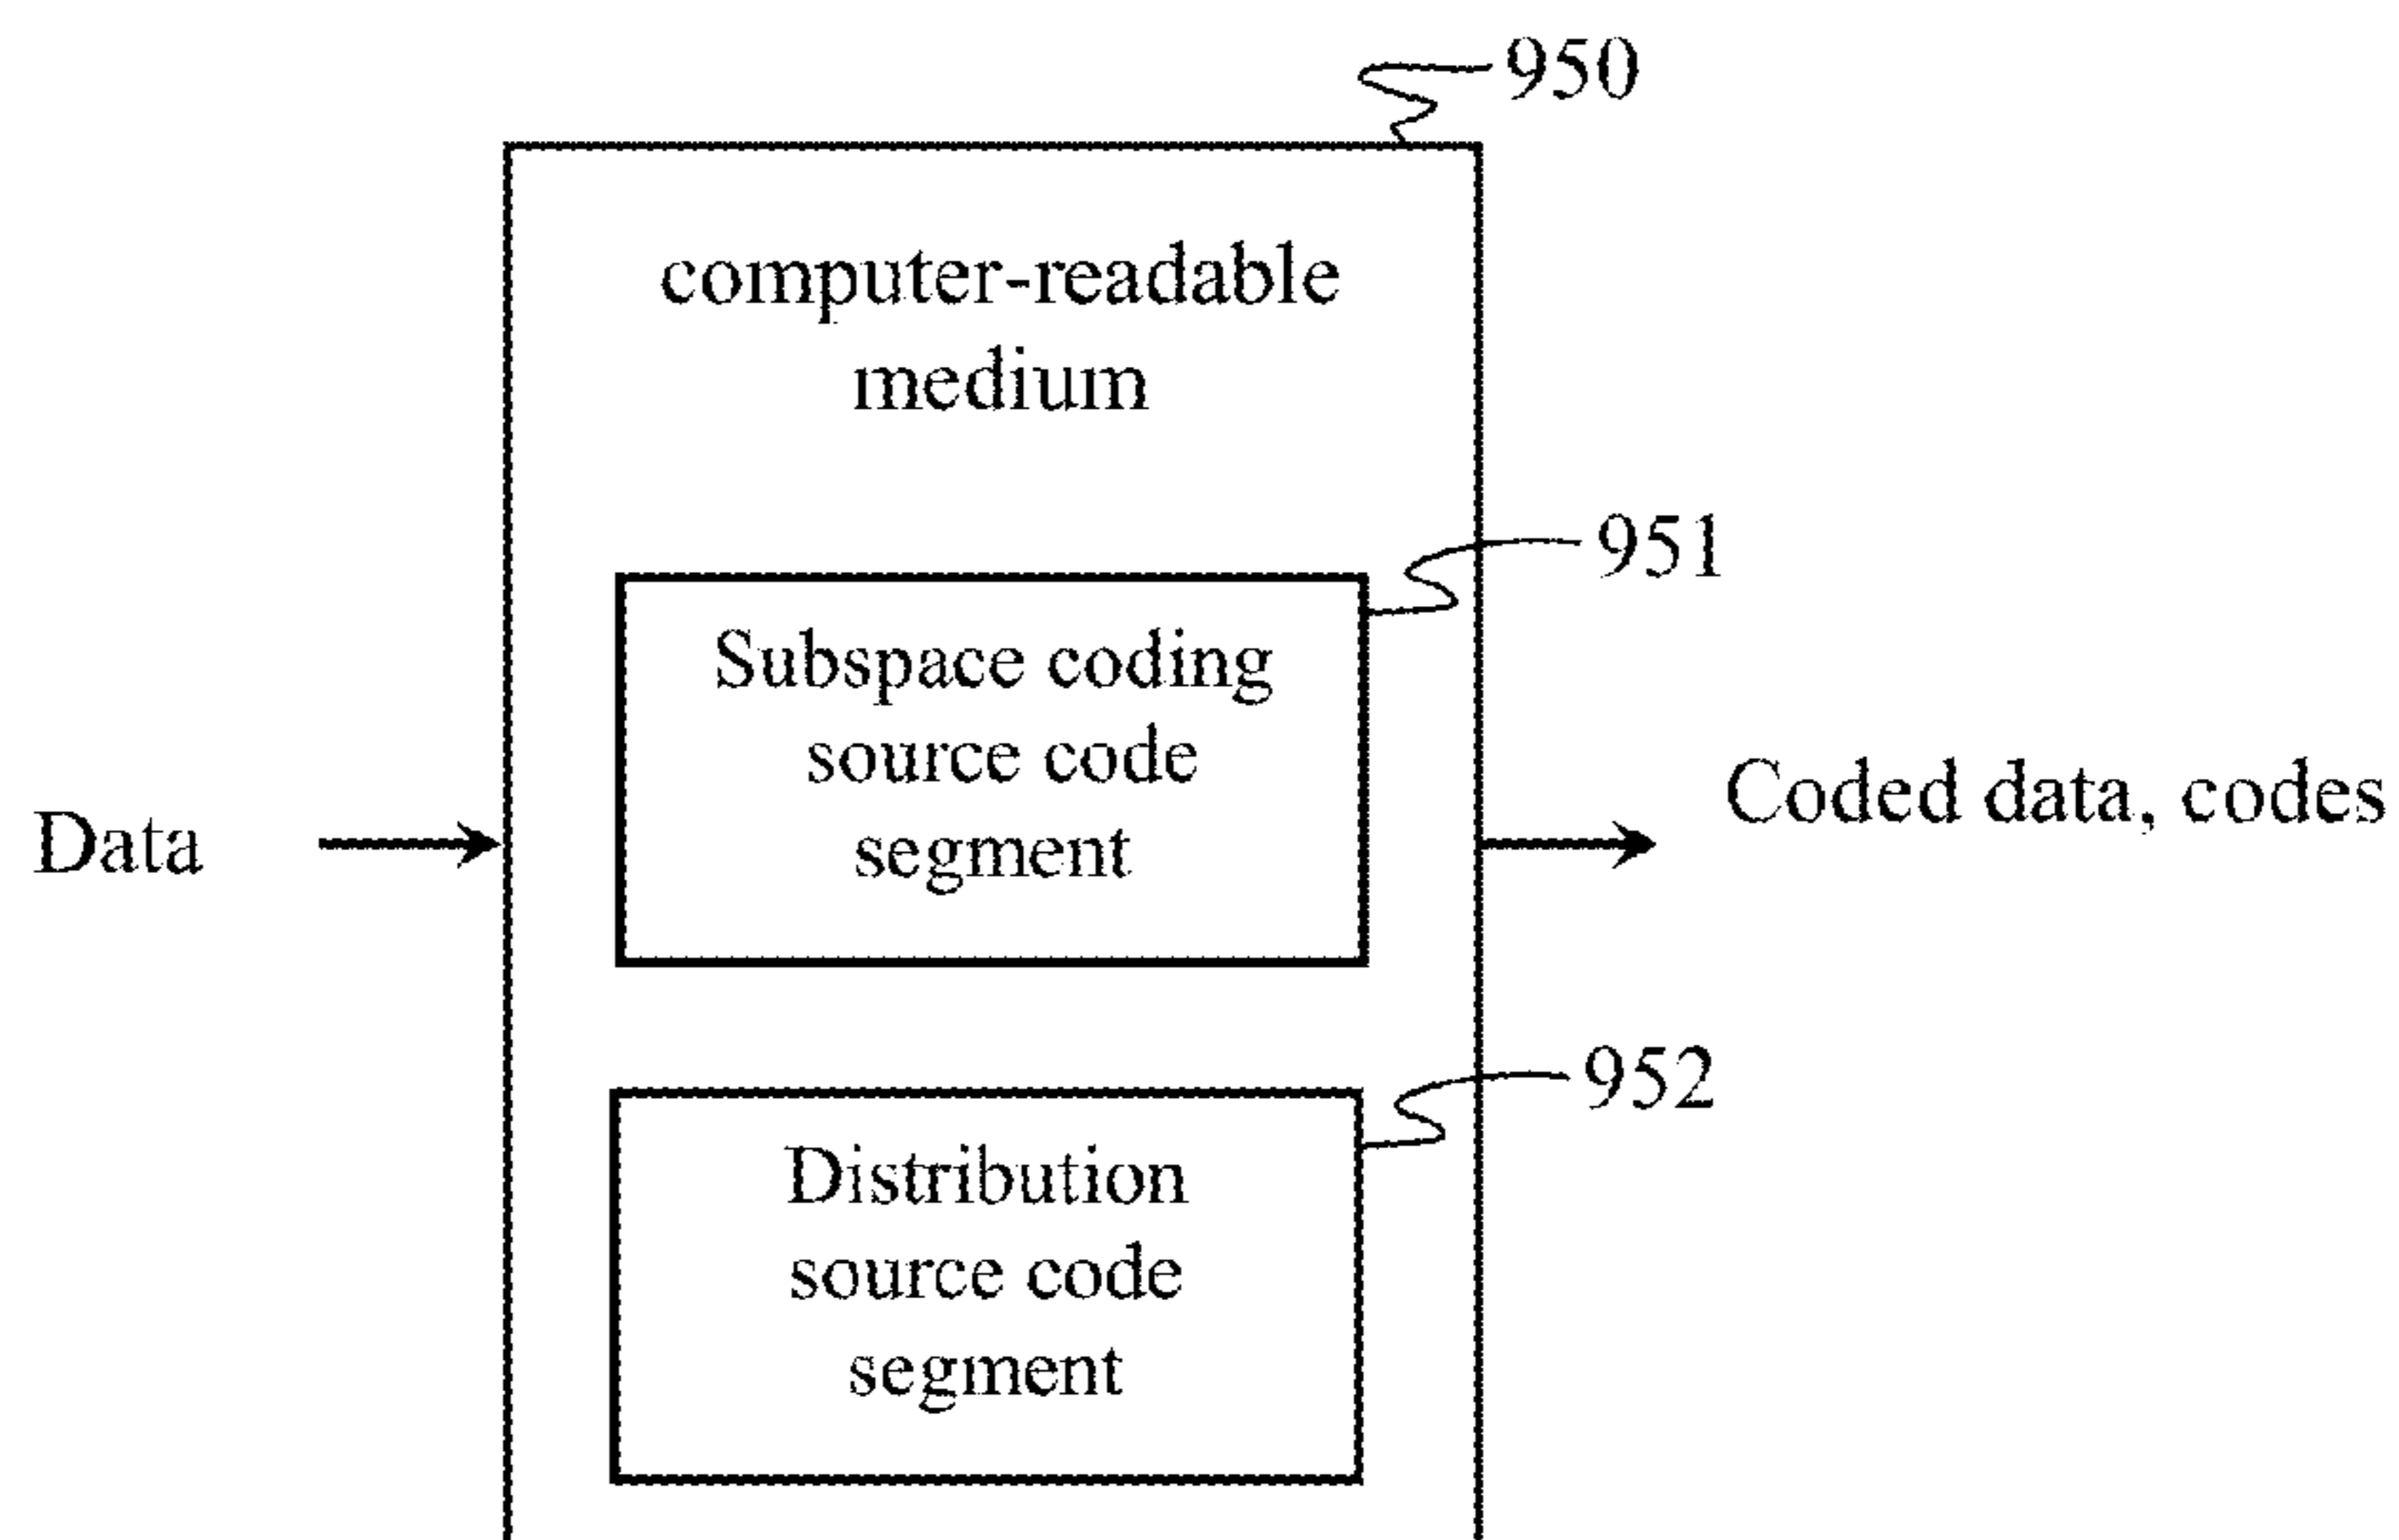 950
computer-readable
medium
951
Subspace coding
source code
segment
Data
Coded data, codes
952
Distribution
source code
segment